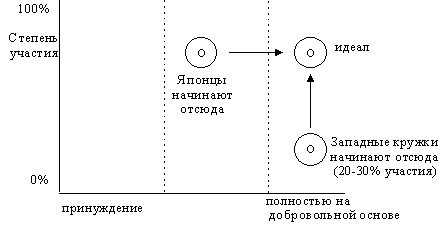 100%
Степень
участия
идеал
Японцы
начинают
отсюда
Западные кружки
начинают отсюда
(20-30% участия)
0%
принуждение
полностью на
добровольной основе